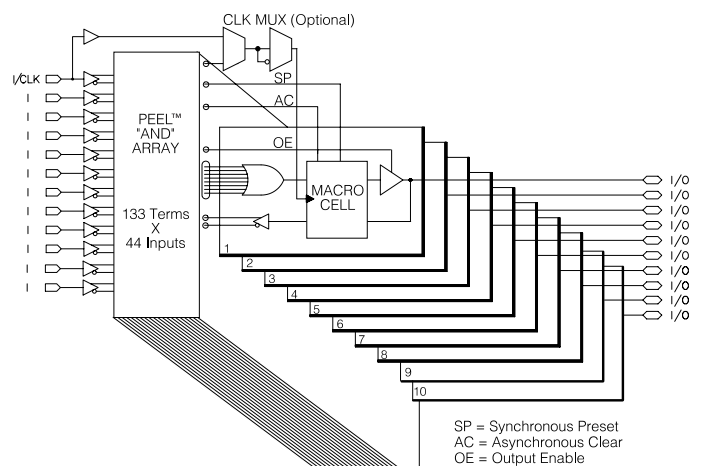 CLK MUX (Optional)
I/CLK
I
I
I
I
I
I
I
I
I
I
I
PEEL™
"AND"
ARRAY
133 Terms
X
44 Inputs
SP
AC
OE
MACRO
CELL
1
2
3
4
5
6
7
8
9
10
I/O
I/O
I/O
I/O
I/O
I/O
I/O
I/O
I/O
I/O
SP = Synchronous Preset
AC = Asynchronous Clear
OE = Output Enable